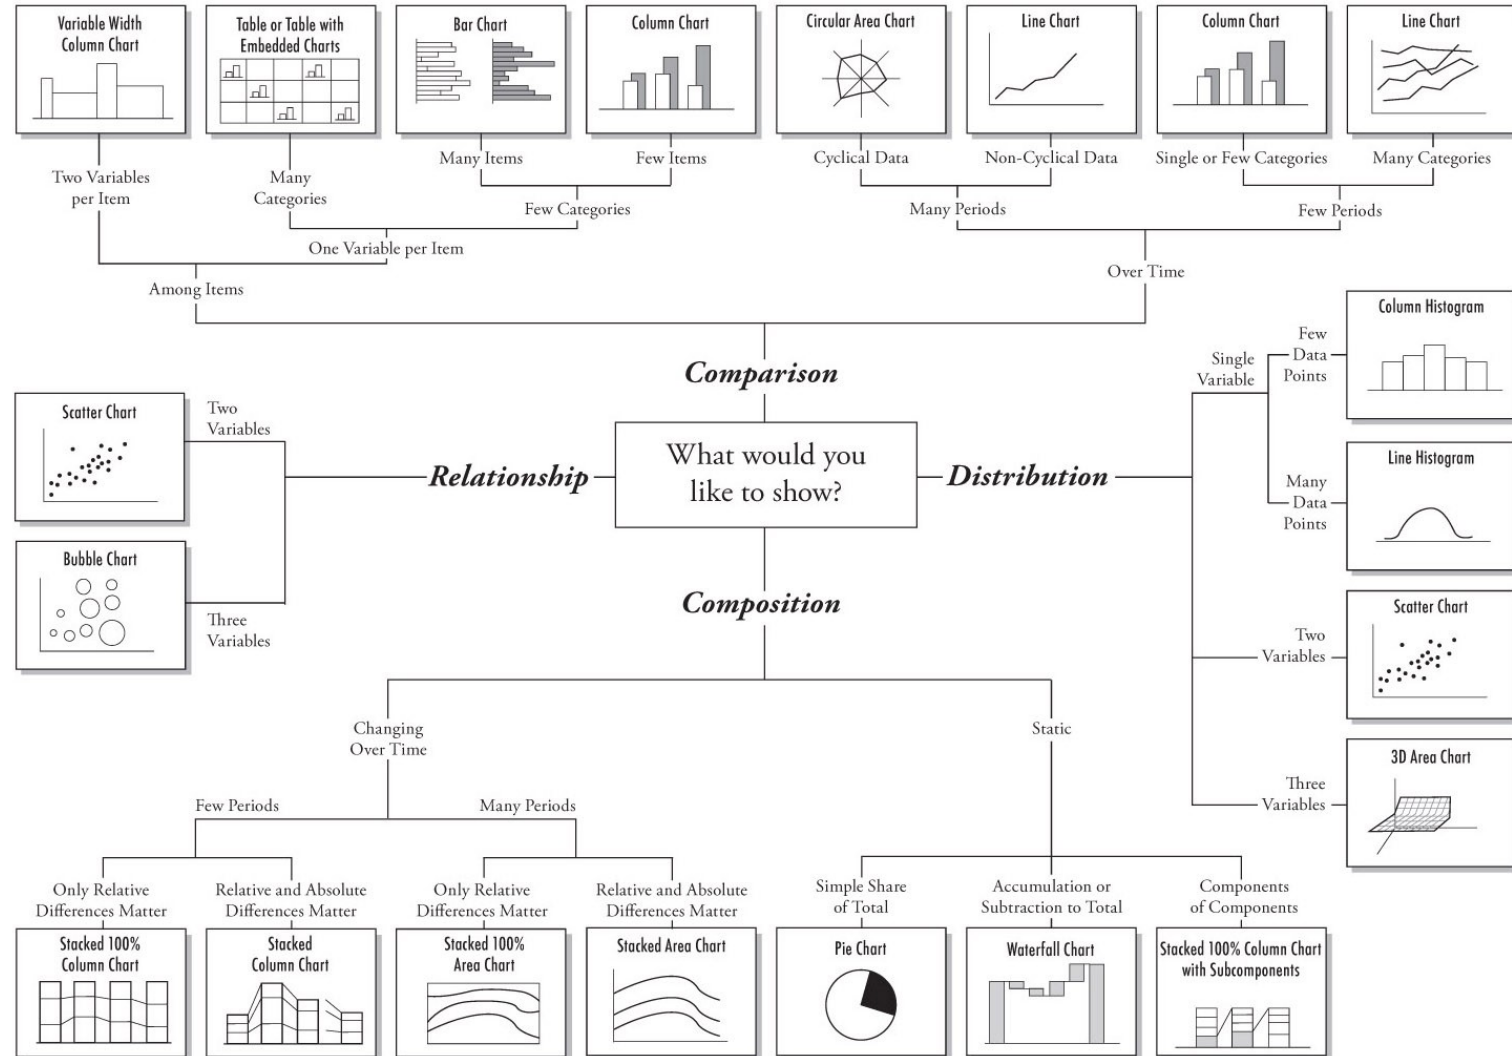 Variable Width
Column Chart
Table or Table with
Embedded Charts
Bar Chart
Column Chart
Circular Area Chart
Line Chart
Column Chart
Line Chart
Two Variables
per Item
Many
Categories
Many Items
Few Items
Cyclical Data
Non-Cyclical Data
Single or Few Categories
Many Categories
Few Categories
Many Periods
Few Periods
One Variable per Item
Over Time
Among Items
Comparison
Single
Variable
Few
Data
Points
Column Histogram
Scatter Chart
Two
Variables
Relationship
What would you
like to show?
Distribution
Many
Data
Points
Line Histogram
Bubble Chart
Three
Variables
Composition
Two
Variables
Scatter Chart
Three
Variables
3D Area Chart
Changing
Over Time
Static
Few Periods
Many Periods
Only Relative
Differences Matter
Relative and Absolute
Differences Matter
Only Relative
Differences Matter
Relative and Absolute
Differences Matter
Simple Share
of Total
Accumulation or
Subtraction to Total
Components
of Components
Stacked 100%
Column Chart
Stacked
Column Chart
Stacked 100%
Area Chart
Stacked Area Chart
Pie Chart
Waterfall Chart
Stacked 100% Column Chart
with Subcomponents